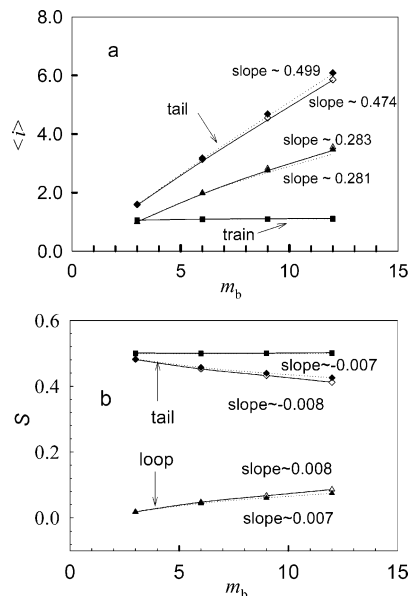 a
8.0
6.0
4.0
2.0
0.0
<i>
slope ~ 0.499
slope ~ 0.474
slope ~ 0.283
slope ~ 0.281
tail
train
0 5 10 15
m_b
b
0.6
0.4
0.2
0.0
S
slope~-0.007
slope~-0.008
tail
loop
slope~0.008
slope~0.007
0 5 10 15
m_b